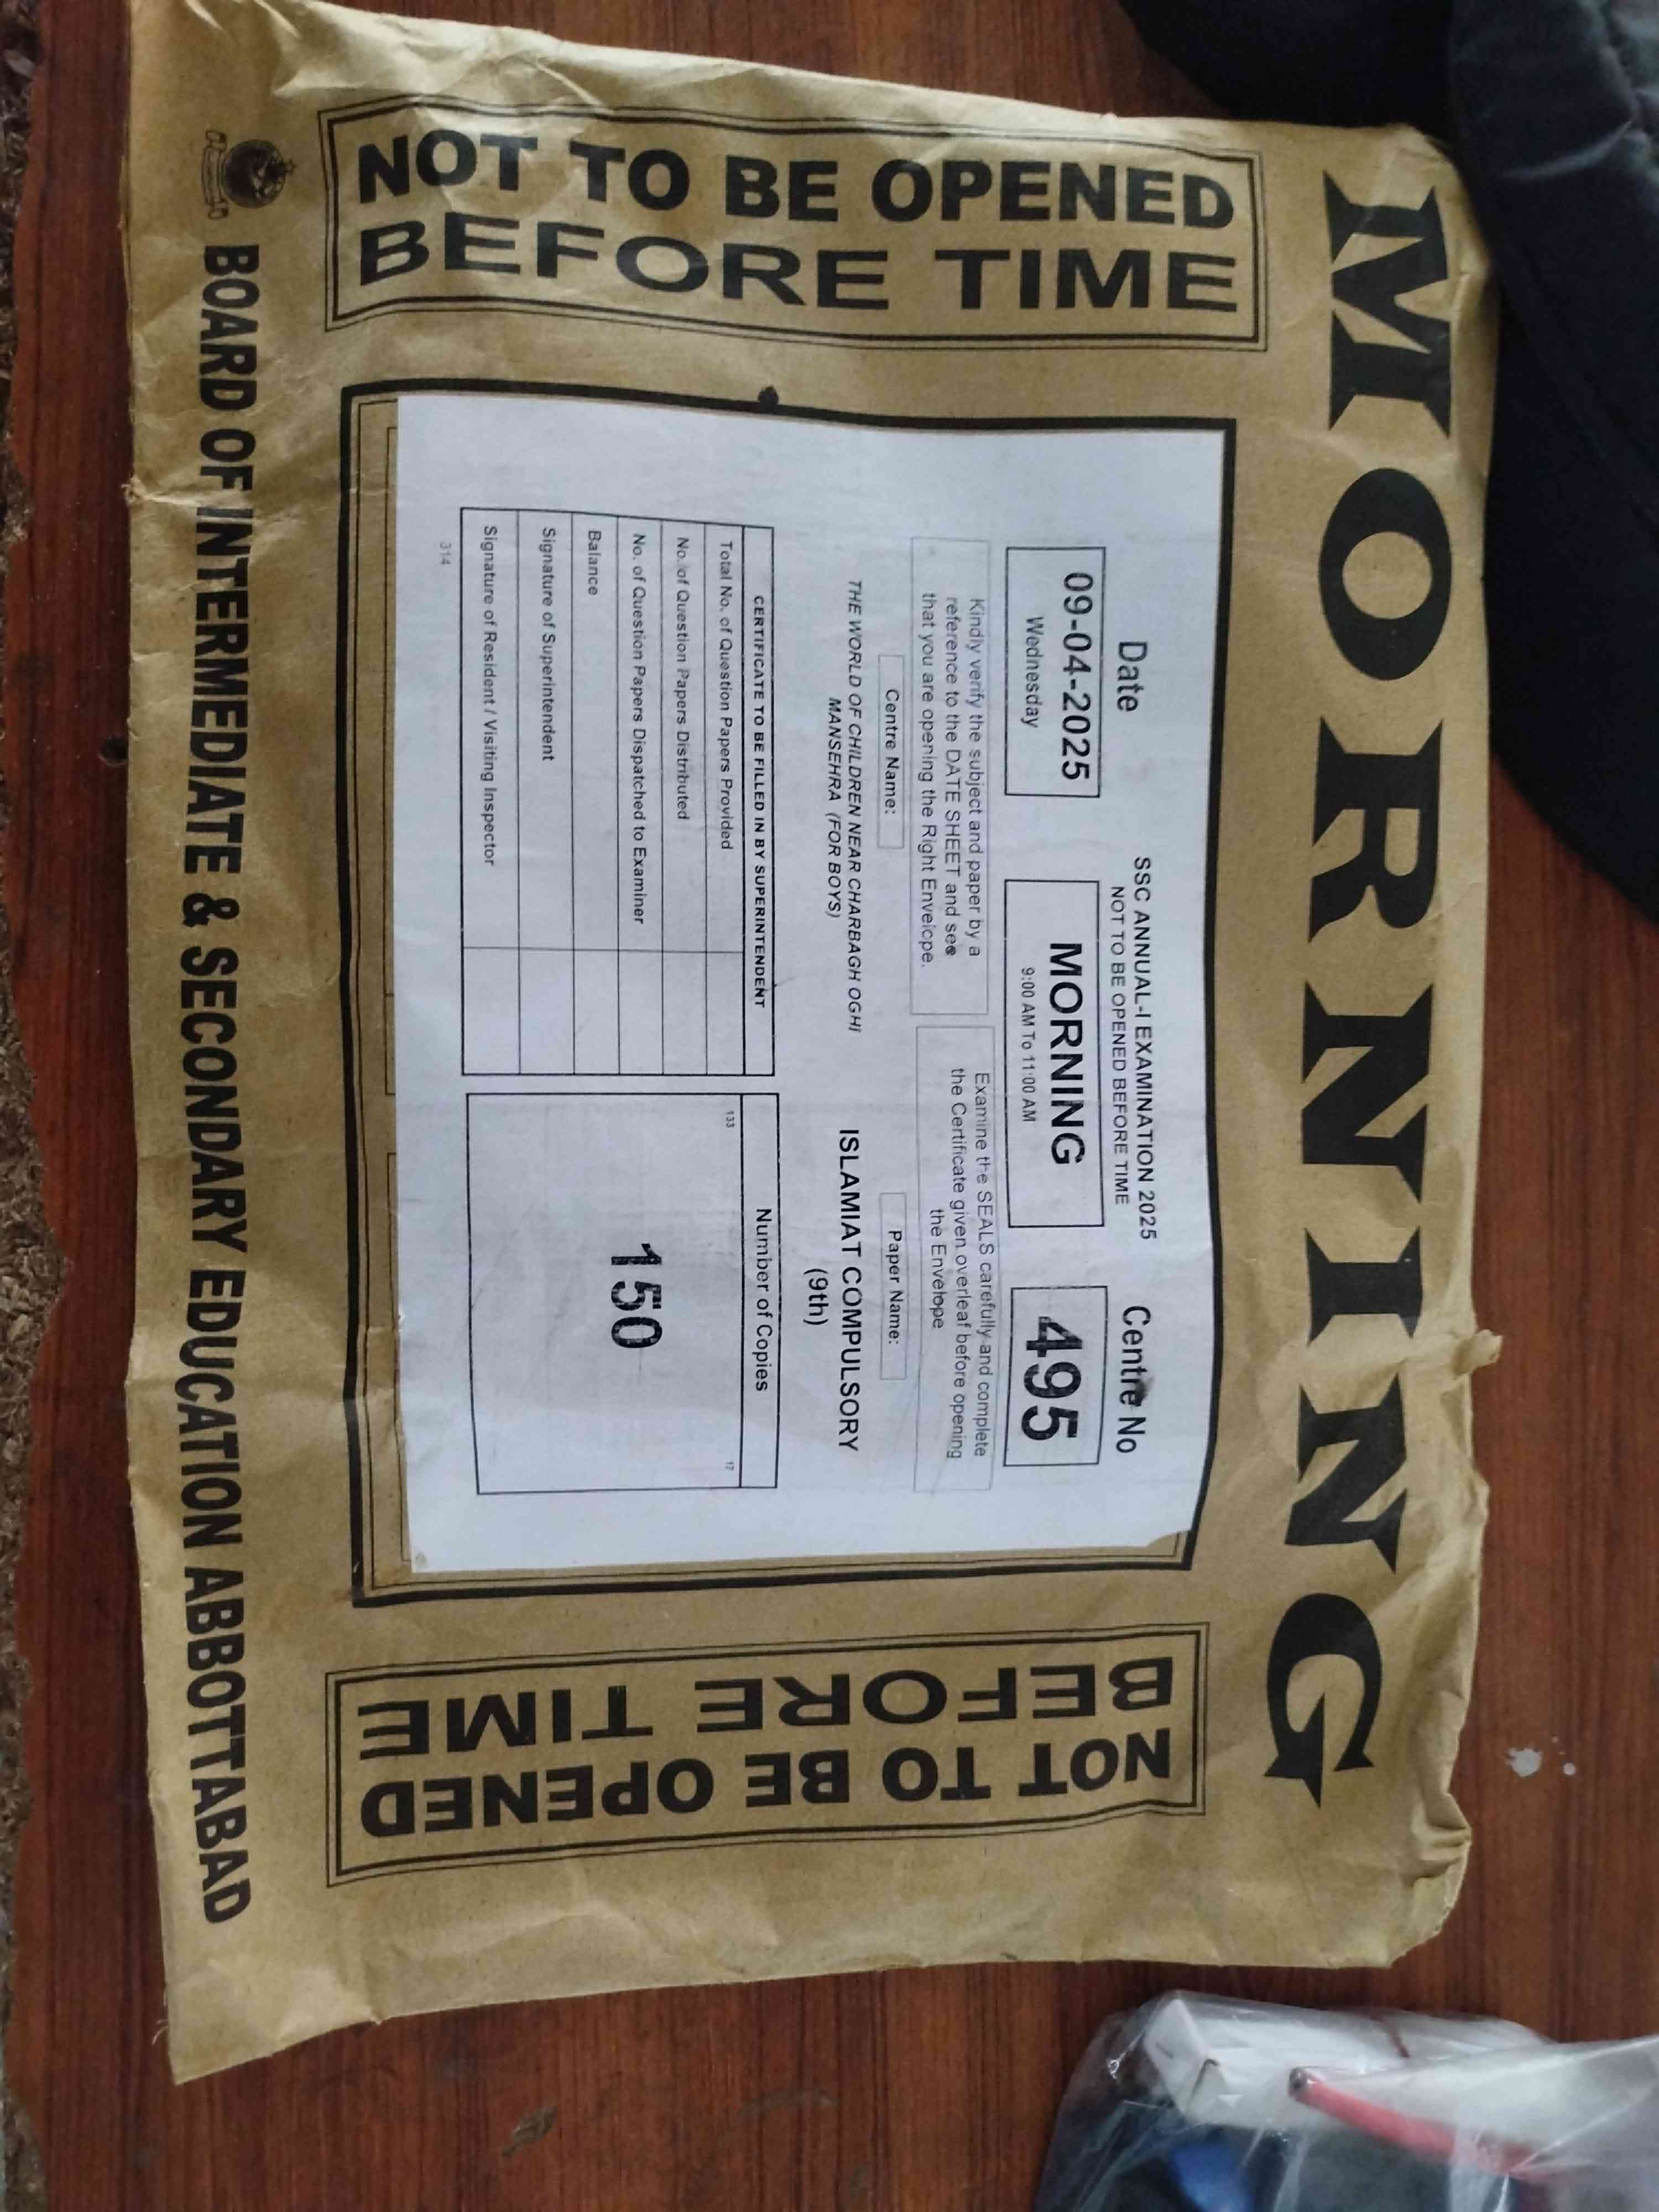 MORNING
NOT TO BE OPENED
BEFORE TIME
SSC ANNUAL-I EXAMINATION 2025
NOT TO BE OPENED BEFORE TIME
Date
Centre No
09-04-2025
Wednesday
MORNING
9:00 AM To 11:00 AM
495
Kindly verify the subject and paper by a
reference to the DATE SHEET and see
that you are opening the Right Envelope.
Examine the SEALS carefully and complete
the Certificate given overleaf before opening
the Envelope
Centre Name:
Paper Name:
THE WORLD OF CHILDREN NEAR CHARBAGH OGHI
MANSEHRA (FOR BOYS)
ISLAMIAT COMPULSORY
(9th)
CERTIFICATE TO BE FILLED IN BY SUPERINTENDENT
Total No. of Question Papers Provided
No. of Question Papers Distributed
No. of Question Papers Dispatched to Examiner
Balance
Signature of Superintendent
Signature of Resident / Visiting Inspector
314
Number of Copies
133
17
150
NOT TO BE OPENED
BEFORE TIME
BOARD OF INTERMEDIATE & SECONDARY EDUCATION ABBOTTABAD